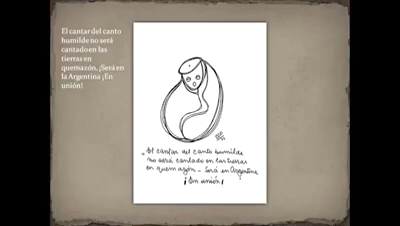 El cantar del canto
humilde no será
cantado en las
tierras en
quemazón. ¡Será en
la Argentina ¡En
unión!
"El cantar del canto humilde
no será cantado en las tierras
en quemazón – será en Argentina
¡En unión!